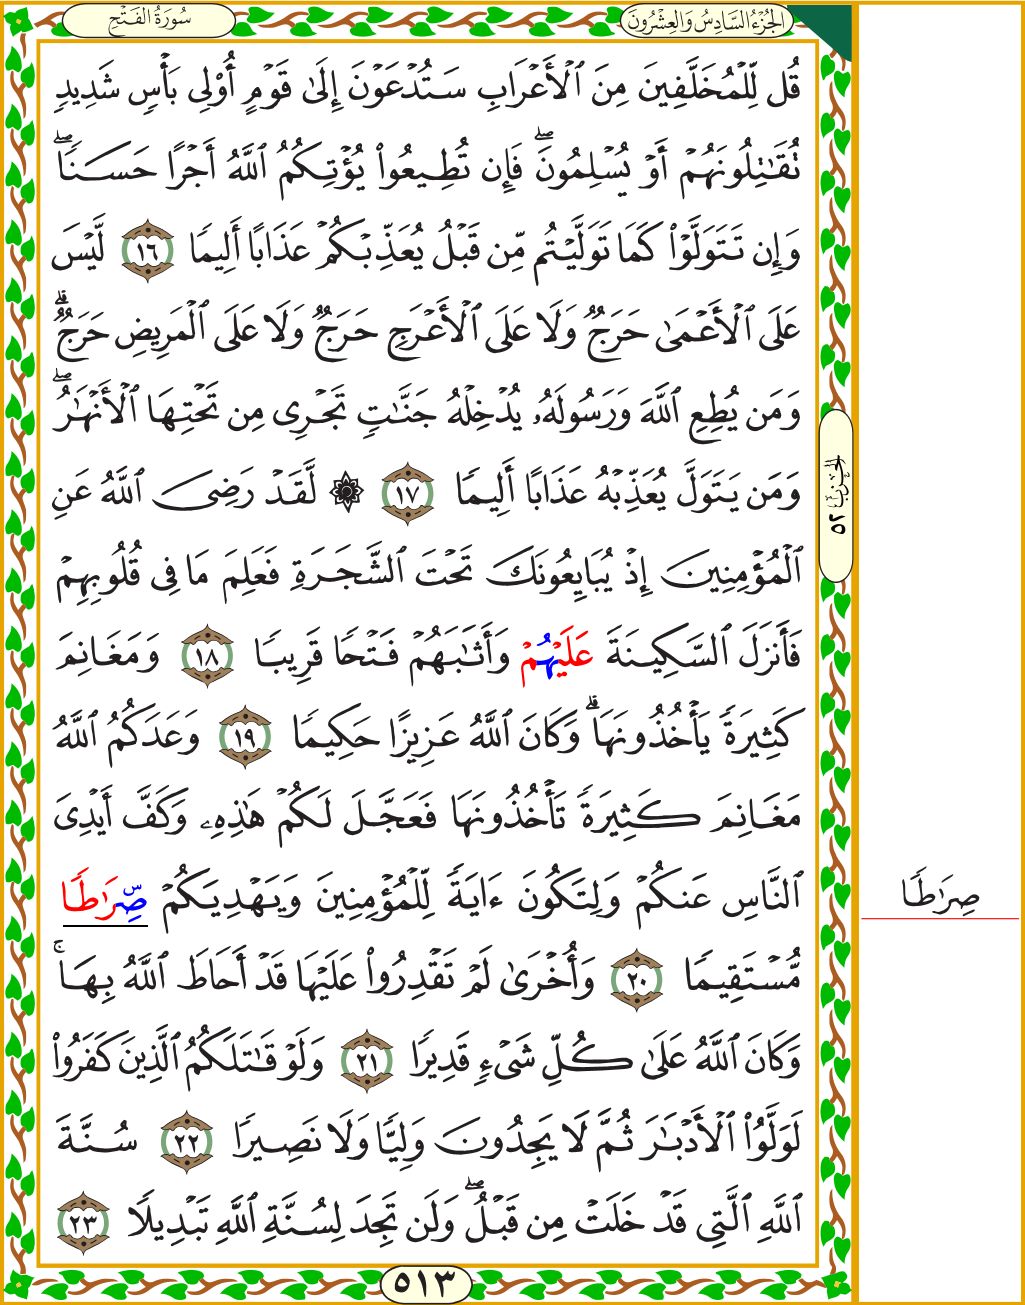 سُورَةُ الفَتْحِ
الجُزْءُ السَّادِسُ وَالعِشْرُونَ
قُل لِّلْمُخَلَّفِينَ مِنَ ٱلْأَعْرَابِ سَتُدْعَوْنَ إِلَىٰ قَوْمٍ أُو۟لِى بَأْسٍ شَدِيدٍ
تُقَـٰتِلُونَهُمْ أَوْ يُسْلِمُونَ ۖ فَإِن تُطِيعُوا۟ يُؤْتِكُمُ ٱللَّهُ أَجْرًا حَسَنًا ۖ
وَإِن تَتَوَلَّوْا۟ كَمَا تَوَلَّيْتُم مِّن قَبْلُ يُعَذِّبْكُمْ عَذَابًا أَلِيمًا ١٦ لَّيْسَ
عَلَى ٱلْأَعْمَىٰ حَرَجٌ وَلَا عَلَى ٱلْأَعْرَجِ حَرَجٌ وَلَا عَلَى ٱلْمَرِيضِ حَرَجٌ ۗ
وَمَن يُطِعِ ٱللَّهَ وَرَسُولَهُۥ يُدْخِلْهُ جَنَّـٰتٍ تَجْرِى مِن تَحْتِهَا ٱلْأَنْهَـٰرُ ۖ
وَمَن يَتَوَلَّ يُعَذِّبْهُ عَذَابًا أَلِيمًا ١٧ ۞ لَّقَدْ رَضِىَ ٱللَّهُ عَنِ
ٱلْمُؤْمِنِينَ إِذْ يُبَايِعُونَكَ تَحْتَ ٱلشَّجَرَةِ فَعَلِمَ مَا فِى قُلُوبِهِمْ
فَأَنزَلَ ٱلسَّكِينَةَ عَلَيْهُمْ وَأَثَـٰبَهُمْ فَتْحًا قَرِيبًا ١٨ وَمَغَانِمَ
كَثِيرَةً يَأْخُذُونَهَا ۗ وَكَانَ ٱللَّهُ عَزِيزًا حَكِيمًا ١٩ وَعَدَكُمُ ٱللَّهُ
مَغَانِمَ كَثِيرَةً تَأْخُذُونَهَا فَعَجَّلَ لَكُمْ هَـٰذِهِۦ وَكَفَّ أَيْدِىَ
ٱلنَّاسِ عَنكُمْ وَلِتَكُونَ ءَايَةً لِّلْمُؤْمِنِينَ وَيَهْدِيَكُمْ صِۜرَٰطًا
صِرَٰطًا
مُّسْتَقِيمًا ٢٠ وَأُخْرَىٰ لَمْ تَقْدِرُوا۟ عَلَيْهَا قَدْ أَحَاطَ ٱللَّهُ بِهَا ۚ
وَكَانَ ٱللَّهُ عَلَىٰ كُلِّ شَىْءٍ قَدِيرًا ٢١ وَلَوْ قَـٰتَلَكُمُ ٱلَّذِينَ كَفَرُوا۟
لَوَلَّوُا۟ ٱلْأَدْبَـٰرَ ثُمَّ لَا يَجِدُونَ وَلِيًّا وَلَا نَصِيرًا ٢٢ سُنَّةَ
ٱللَّهِ ٱلَّتِى قَدْ خَلَتْ مِن قَبْلُ ۖ وَلَن تَجِدَ لِسُنَّةِ ٱللَّهِ تَبْدِيلًا ٢٣
الحِزْبُ ٥٢
٥١٣